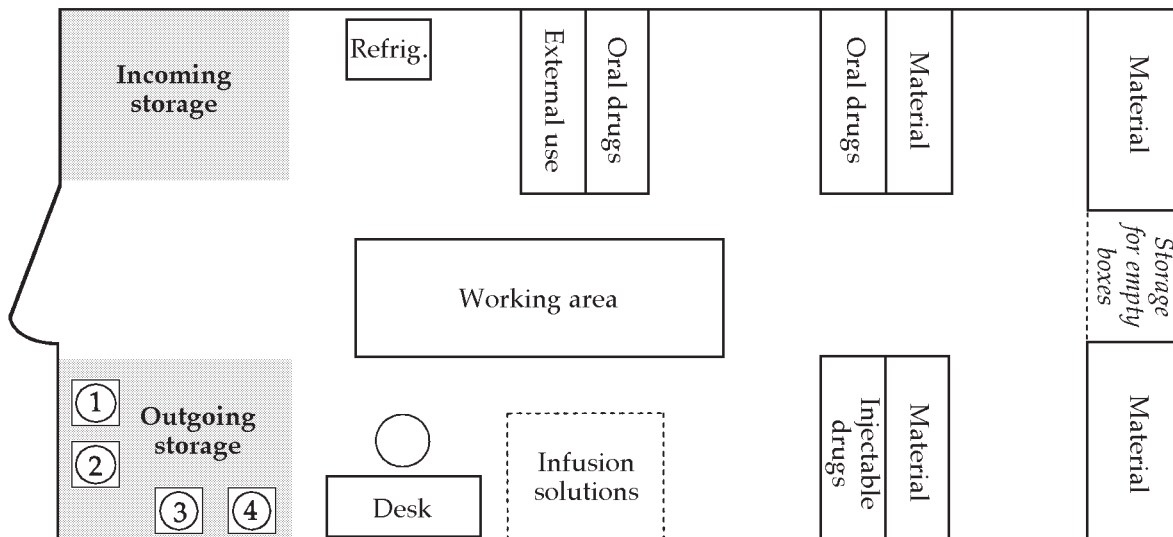 Incoming
storage
Refrig.
External use
Oral drugs
Oral drugs
Material
Material
Storage
for empty
boxes
Working area
1
2
3
4
Outgoing
storage
Desk
Infusion
solutions
Injectable
drugs
Material
Material